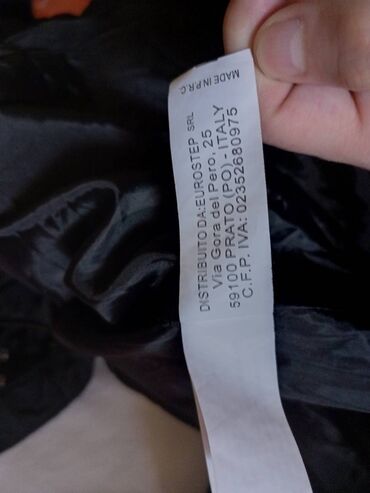 DISTRIBUITO DA:EUROSTEP SRL
Via Gora del Pero, 25
59100 PRATO (PO) - ITALY
C.F.P. IVA: 02352680975
MADE IN P.R.C.